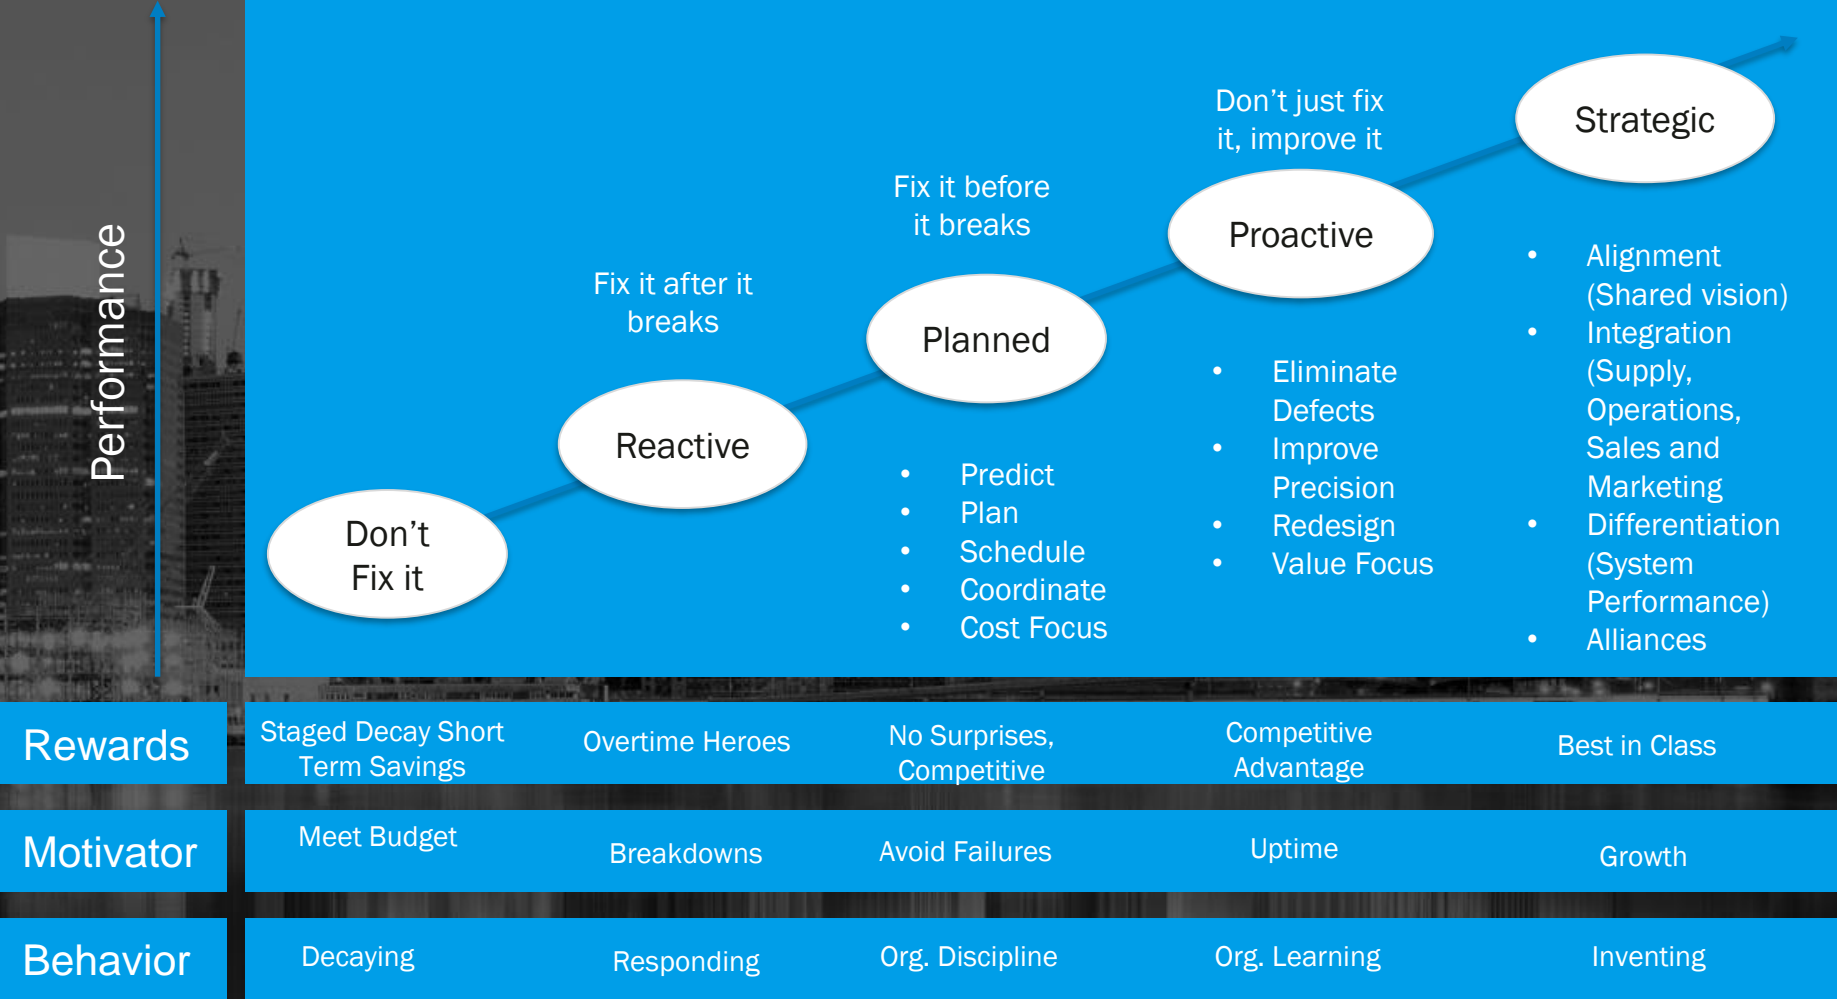 Performance
Don't just fix
it, improve it
Strategic
Fix it before
it breaks
Proactive
Fix it after it
breaks
Planned
Reactive
Don't
Fix it
• Predict
• Plan
• Schedule
• Coordinate
• Cost Focus
• Eliminate
Defects
• Improve
Precision
• Redesign
• Value Focus
• Alignment
(Shared vision)
• Integration
(Supply,
Operations,
Sales and
Marketing
• Differentiation
(System
Performance)
• Alliances
Rewards
Staged Decay Short
Term Savings
Overtime Heroes
No Surprises,
Competitive
Competitive
Advantage
Best in Class
Motivator
Meet Budget
Breakdowns
Avoid Failures
Uptime
Growth
Behavior
Decaying
Responding
Org. Discipline
Org. Learning
Inventing